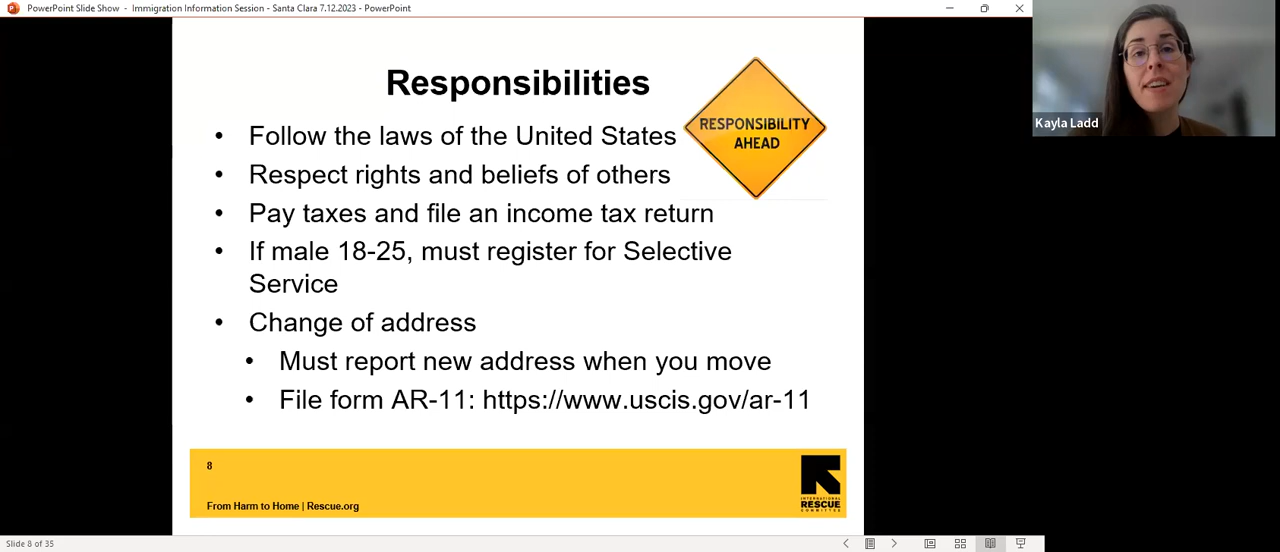 PowerPoint Slide Show - Immigration Information Session - Santa Clara 7.12.2023 - PowerPoint
Responsibilities
RESPONSIBILITY
AHEAD
• Follow the laws of the United States
• Respect rights and beliefs of others
• Pay taxes and file an income tax return
• If male 18-25, must register for Selective
Service
• Change of address
• Must report new address when you move
• File form AR-11: https://www.uscis.gov/ar-11
8
From Harm to Home | Rescue.org
INTERNATIONAL
RESCUE
COMMITTEE
Kayla Ladd
Slide 8 of 35